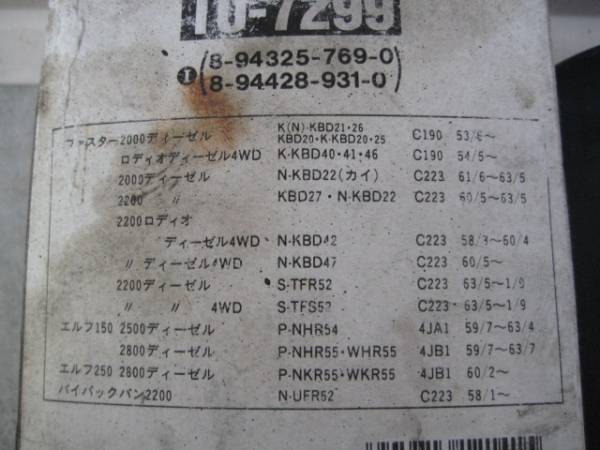 TO-7299
① (8-94325-769-0
8-94428-931-0)
ファスター2000ディーゼル K(N)・KBD21・26 KBD20・K・KBD20・25 C190 53/6～
ロディオディーゼル4WD K・KBD40・41・46 C190 54/5～
2000ディーゼル N-KBD22(カイ) C223 61/6～63/5
2200 〃 KBD27・N-KBD22 C223 60/5～63/5
2200ロディオ
ディーゼル4WD N-KBD42 C223 58/3～60/4
〃 ディーゼル4WD N-KBD47 C223 60/5～
2200ディーゼル S-TFR52 C223 63/5～1/9
〃 〃 4WD S-TFS52 C223 63/5～1/9
エルフ150 2500ディーゼル P-NHR54 4JA1 59/7～63/4
2800ディーゼル P-NHR55・WHR55 4JB1 59/7～63/7
エルフ250 2800ディーゼル P-NKR55・WKR55 4JB1 60/2～
ハイパックバン2200 N-UFR52 C223 58/1～